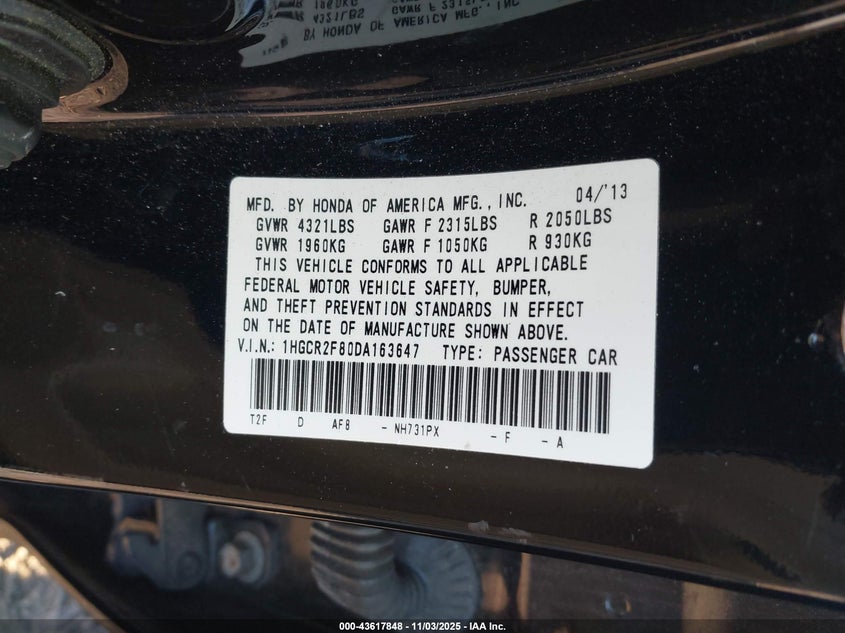 MFD. BY HONDA OF AMERICA MFG., INC. 04/'13
GVWR 4321LBS GAWR F 2315LBS R 2050LBS
GVWR 1960KG GAWR F 1050KG R 930KG
THIS VEHICLE CONFORMS TO ALL APPLICABLE
FEDERAL MOTOR VEHICLE SAFETY, BUMPER,
AND THEFT PREVENTION STANDARDS IN EFFECT
ON THE DATE OF MANUFACTURE SHOWN ABOVE.
V.I.N.: 1HGCR2F80DA163647 TYPE: PASSENGER CAR
T2F D AF8 - NH731PX - F - A
000-43617848 - 11/03/2025 - IAA Inc.